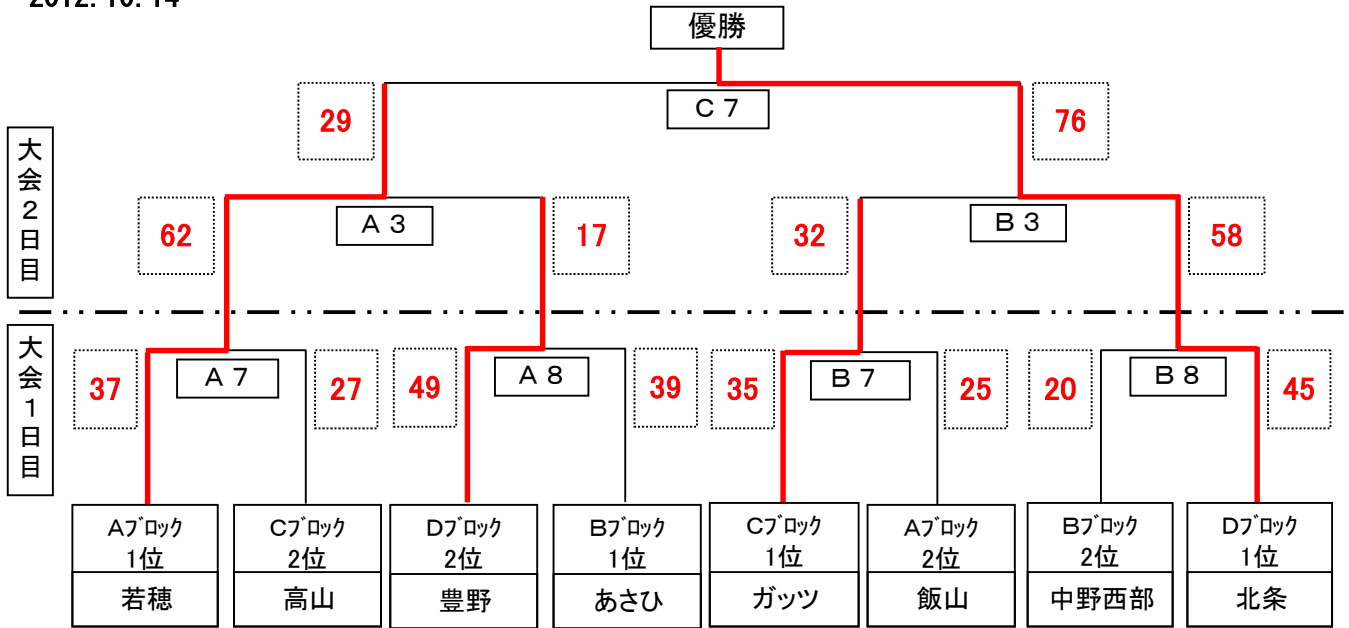 2012.10.14
優勝
C7
29
76
大会2日目
A3
B3
62
17
32
58
大会1日目
A7
A8
B7
B8
37
27
49
39
35
25
20
45
Aブロック
1位
若穂
Cブロック
2位
高山
Dブロック
2位
豊野
Bブロック
1位
あさひ
Cブロック
1位
ガッツ
Aブロック
2位
飯山
Bブロック
2位
中野西部
Dブロック
1位
北条